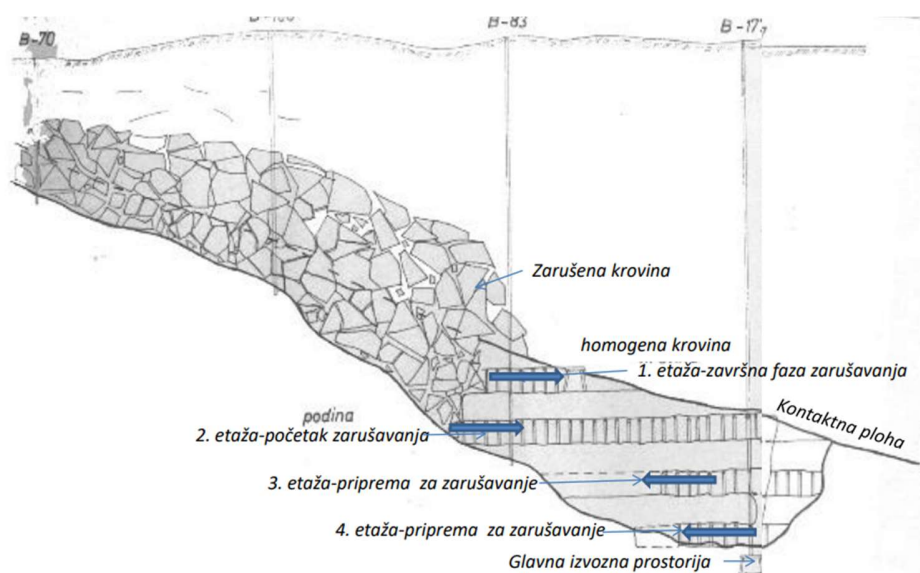 B-70
B-83
B-17
Zarušena krovina
homogena krovina
1. etaža-završna faza zarušavanja
Kontaktna ploha
podina
2. etaža-početak zarušavanja
3. etaža-priprema za zarušavanje
4. etaža-priprema za zarušavanje
Glavna izvozna prostorija